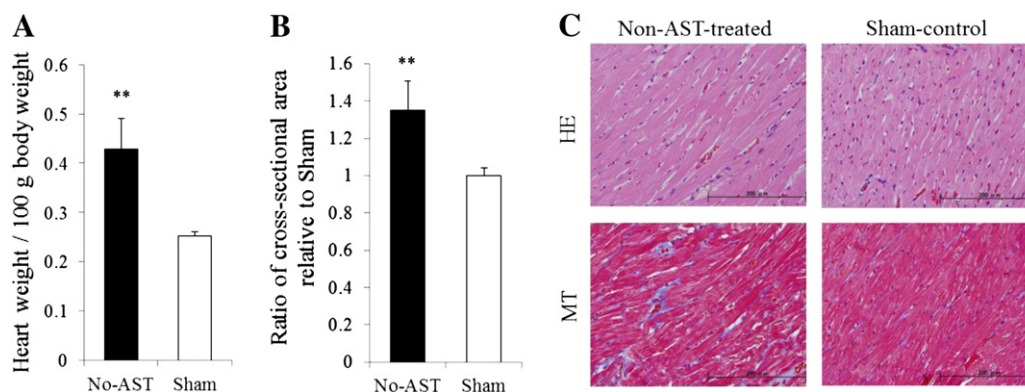 A
Heart weight / 100 g body weight
0.6
0.5
0.4
0.3
0.2
0.1
0
**
No-AST Sham
B
Ratio of cross-sectional area
relative to Sham
1.6
1.4
1.2
1
0.8
0.6
0.4
0.2
0
**
No-AST Sham
C
Non-AST-treated Sham-control
HE
MT